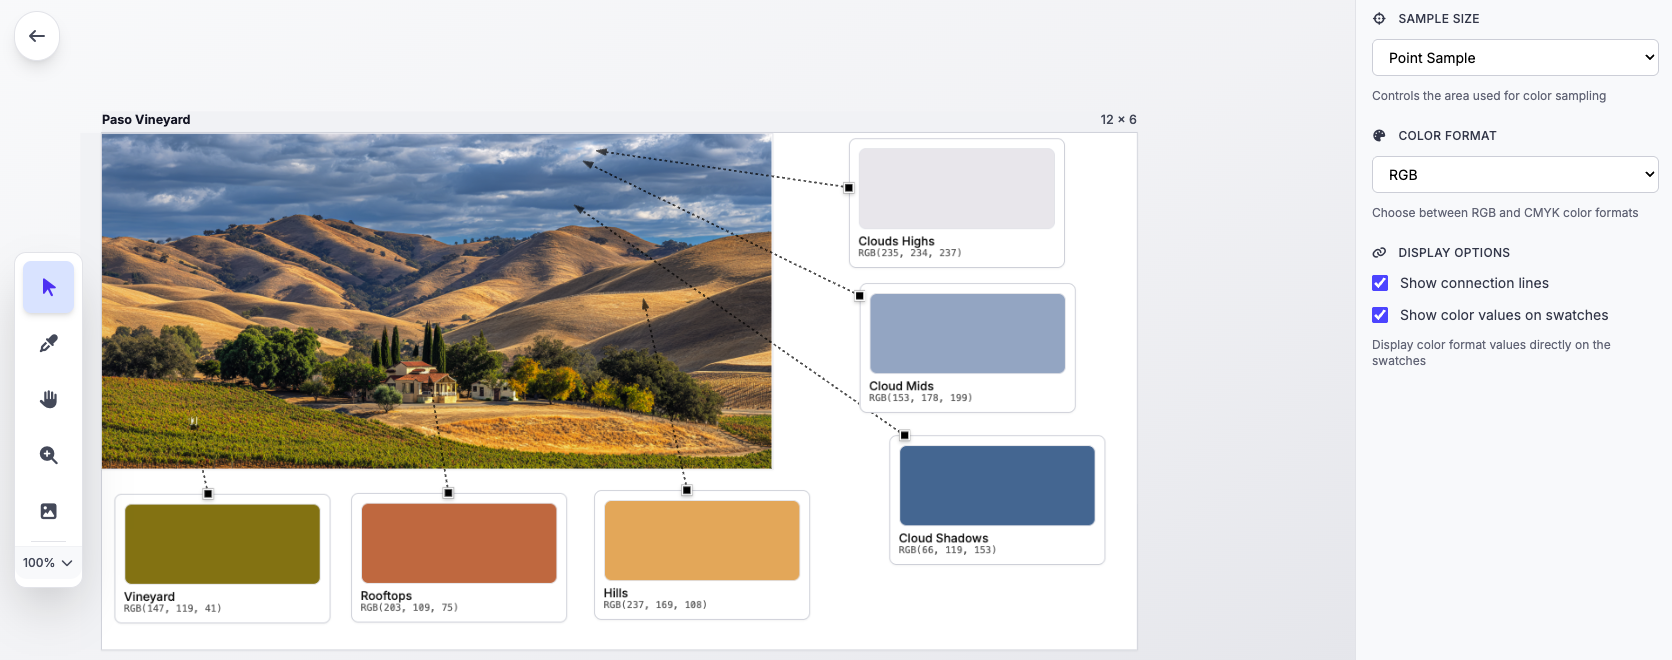 Paso Vineyard
12 × 6
Clouds Highs
RGB(235, 234, 237)
Cloud Mids
RGB(153, 178, 199)
Cloud Shadows
RGB(66, 119, 153)
Vineyard
RGB(147, 119, 41)
Rooftops
RGB(203, 109, 75)
Hills
RGB(237, 169, 108)
100%
SAMPLE SIZE
Point Sample
Controls the area used for color sampling
COLOR FORMAT
RGB
Choose between RGB and CMYK color formats
DISPLAY OPTIONS
Show connection lines
Show color values on swatches
Display color format values directly on the
swatches